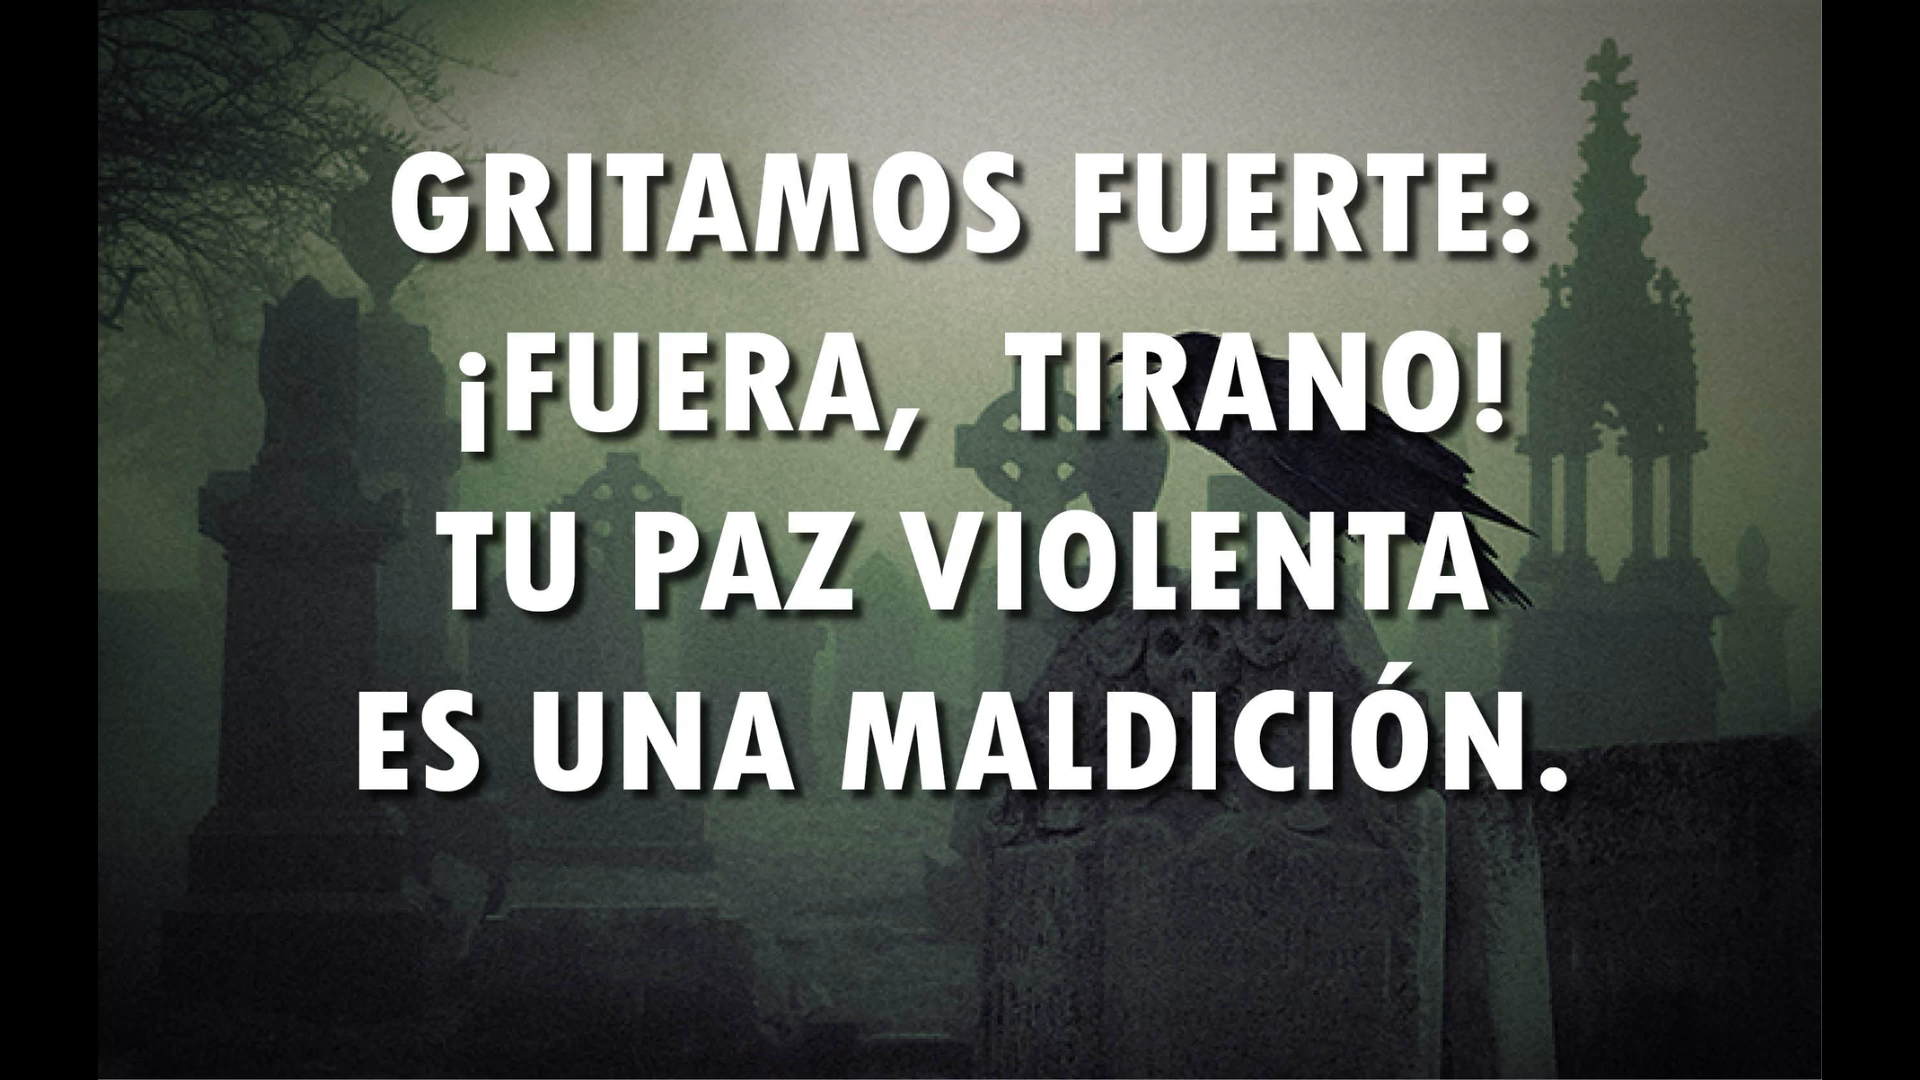 GRITAMOS FUERTE:
¡FUERA, TIRANO!
TU PAZ VIOLENTA
ES UNA MALDICIÓN.